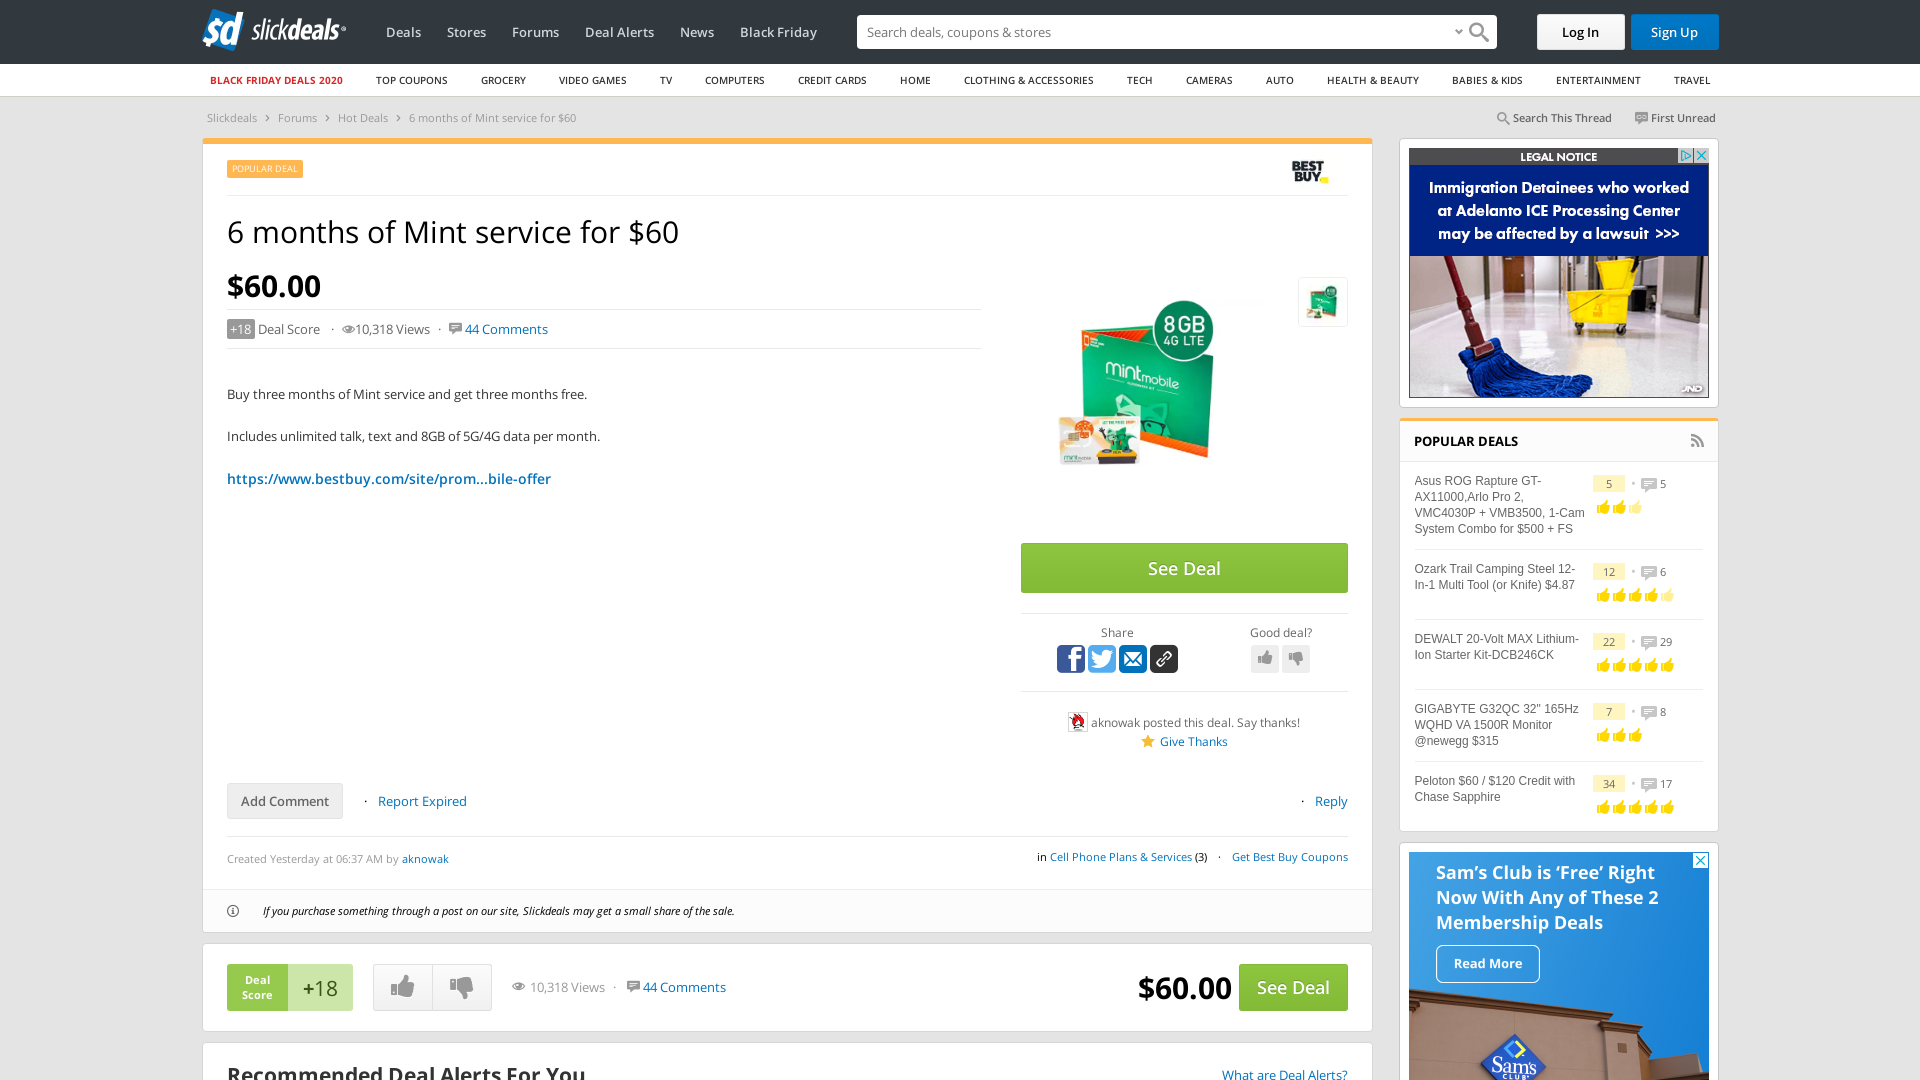 slickdeals
Deals
Stores
Forums
Deal Alerts
News
Black Friday
Search deals, coupons & stores
Log In
Sign Up
BLACK FRIDAY DEALS 2020
TOP COUPONS
GROCERY
VIDEO GAMES
TV
COMPUTERS
CREDIT CARDS
HOME
CLOTHING & ACCESSORIES
TECH
CAMERAS
AUTO
HEALTH & BEAUTY
BABIES & KIDS
ENTERTAINMENT
TRAVEL
Slickdeals › Forums › Hot Deals › 6 months of Mint service for $60
Search This Thread
First Unread
POPULAR DEAL
BEST
BUY
6 months of Mint service for $60
$60.00
+18 Deal Score · 10,318 Views · 44 Comments
Buy three months of Mint service and get three months free.
Includes unlimited talk, text and 8GB of 5G/4G data per month.
https://www.bestbuy.com/site/prom...bile-offer
8GB
4G LTE
mintmobile
See Deal
Share
Good deal?
aknowak posted this deal. Say thanks!
Give Thanks
Add Comment
· Report Expired
· Reply
Created Yesterday at 06:37 AM by aknowak
in Cell Phone Plans & Services (3) · Get Best Buy Coupons
If you purchase something through a post on our site, Slickdeals may get a small share of the sale.
Deal
Score
+18
10,318 Views · 44 Comments
$60.00
See Deal
Recommended Deal Alerts For You
What are Deal Alerts?
LEGAL NOTICE
Immigration Detainees who worked
at Adelanto ICE Processing Center
may be affected by a lawsuit >>>
JND
POPULAR DEALS
Asus ROG Rapture GT-
AX11000,Arlo Pro 2,
VMC4030P + VMB3500, 1-Cam
System Combo for $500 + FS
5 • 5
Ozark Trail Camping Steel 12-
In-1 Multi Tool (or Knife) $4.87
12 • 6
DEWALT 20-Volt MAX Lithium-
Ion Starter Kit-DCB246CK
22 • 29
GIGABYTE G32QC 32" 165Hz
WQHD VA 1500R Monitor
@newegg $315
7 • 8
Peloton $60 / $120 Credit with
Chase Sapphire
34 • 17
Sam's Club is 'Free' Right
Now With Any of These 2
Membership Deals
Read More
Sam's
CLUB